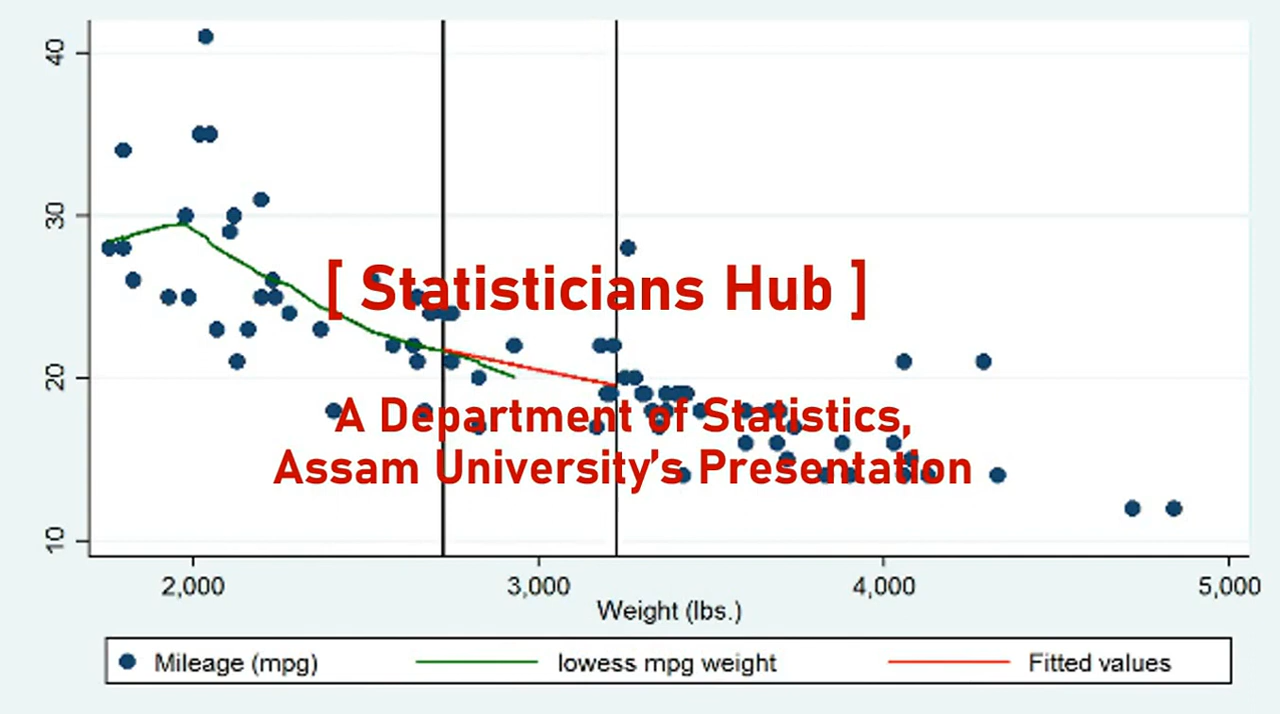 40
30
[ Statisticians Hub ]
20
A Department of Statistics,
Assam University's Presentation
10
2,000 3,000 4,000 5,000
Weight (lbs.)
Mileage (mpg) lowess mpg weight Fitted values